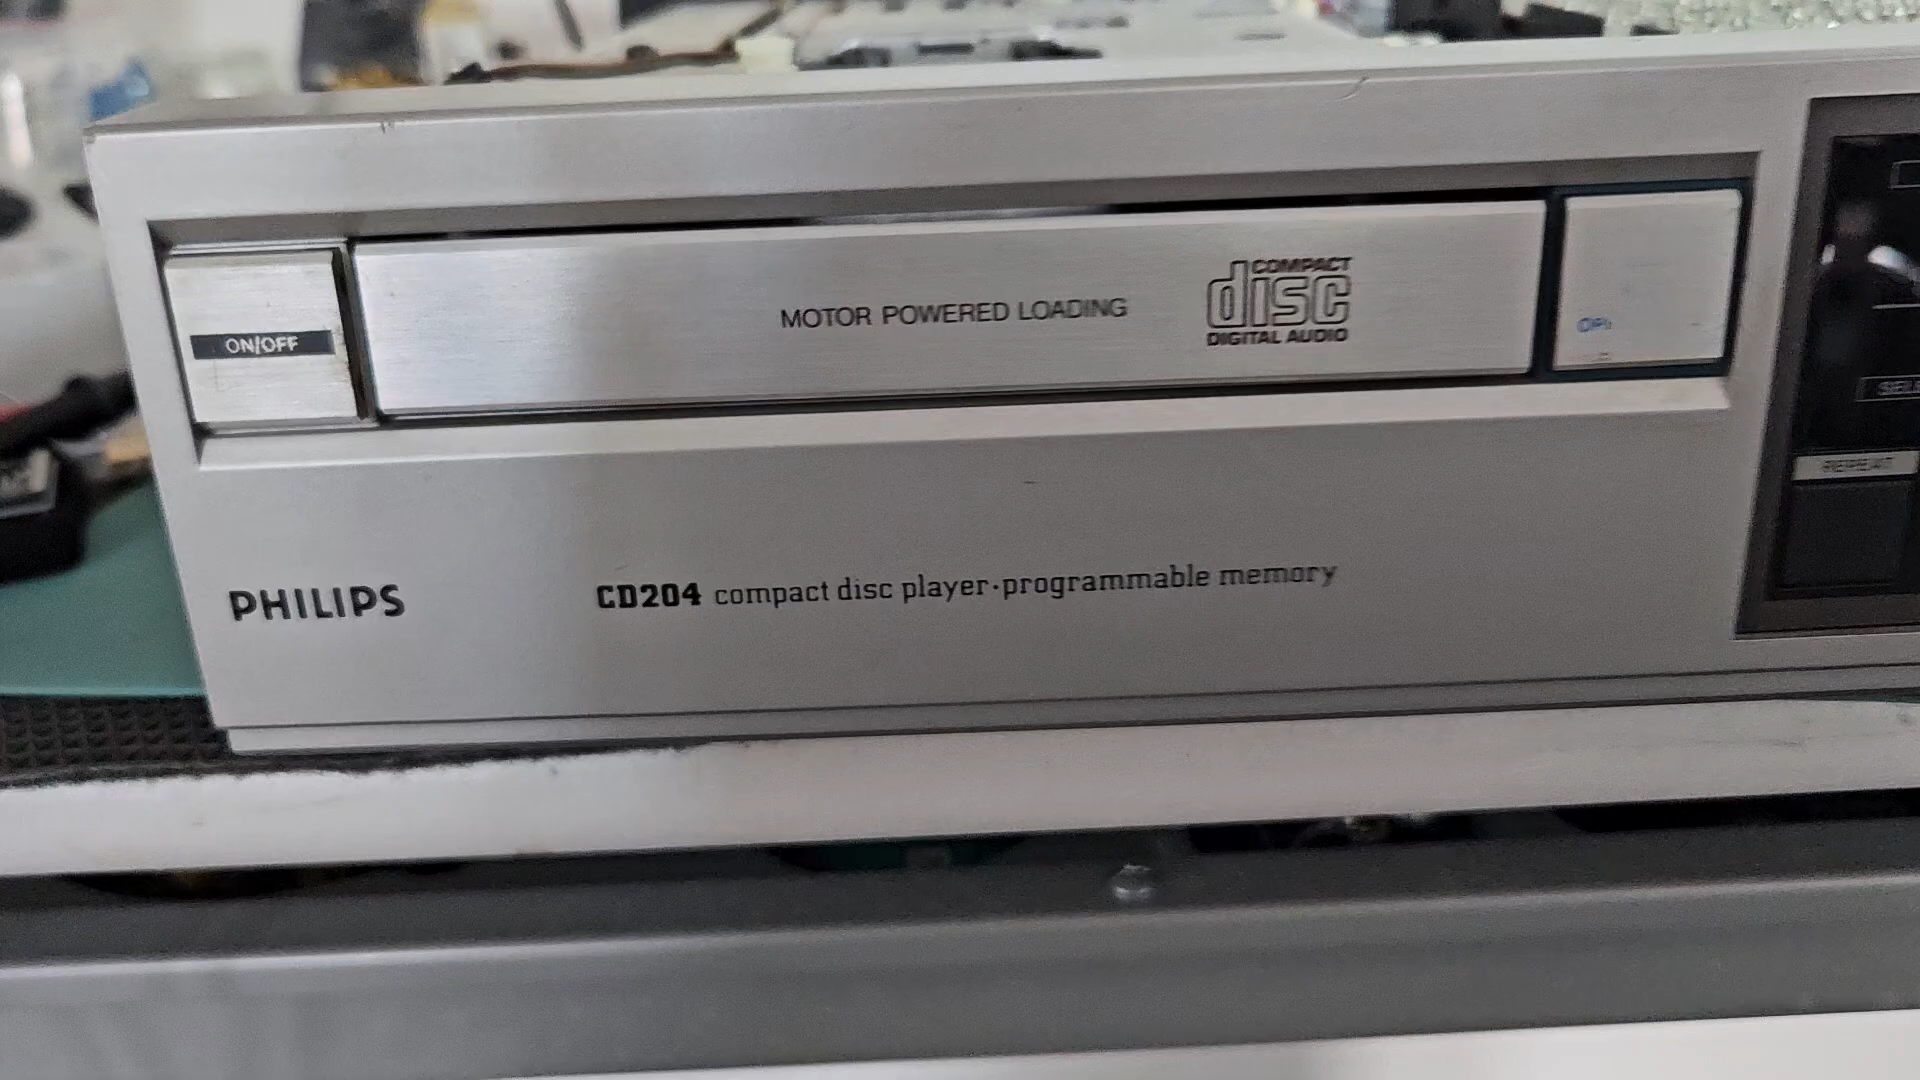 ON/OFF
MOTOR POWERED LOADING
COMPACT
disc
DIGITAL AUDIO
REPEAT
PHILIPS
CD204 compact disc player·programmable memory